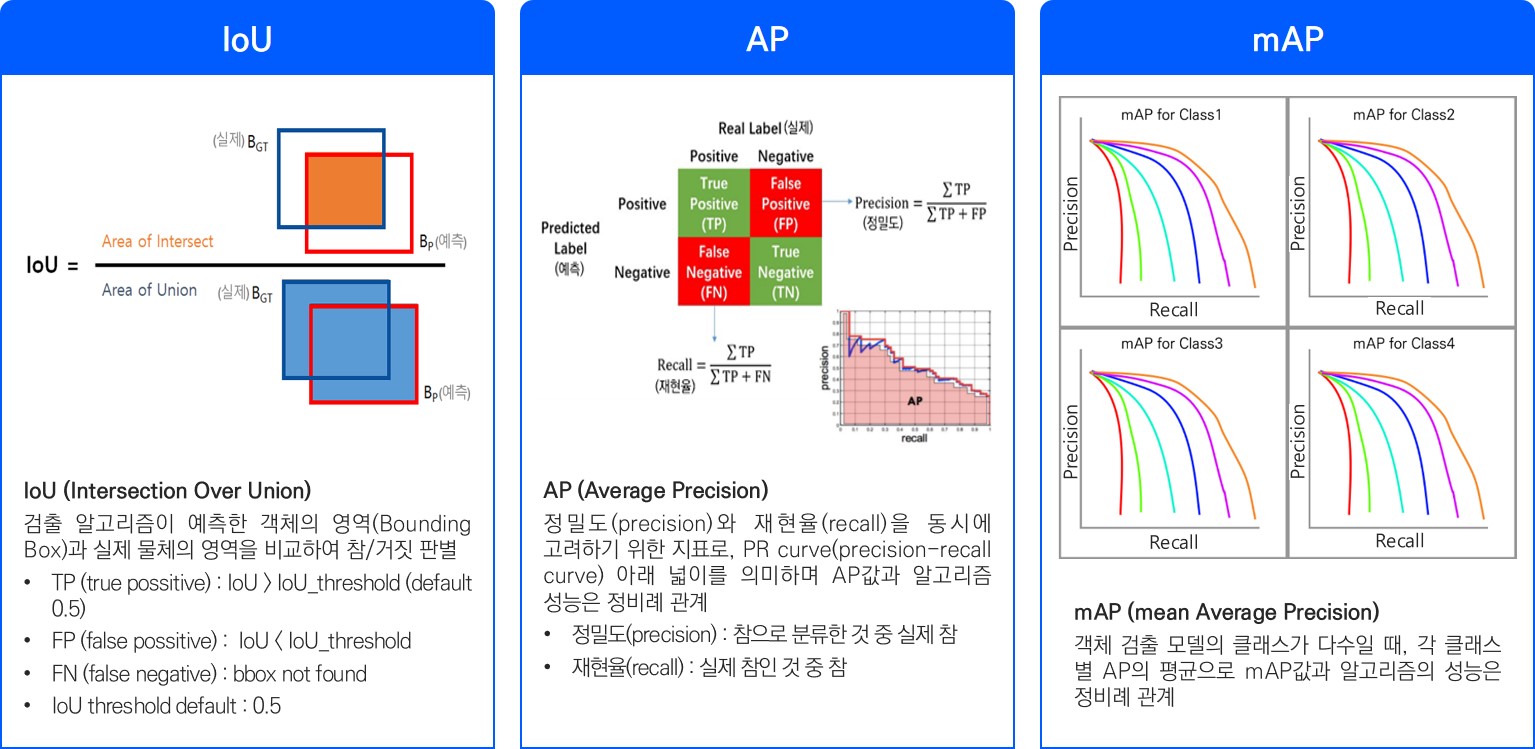 IoU
(실제) B_GT
Area of Intersect
B_P(예측)
IoU =
Area of Union
(실제) B_GT
B_P(예측)
IoU (Intersection Over Union)
검출 알고리즘이 예측한 객체의 영역(Bounding
Box)과 실제 물체의 영역을 비교하여 참/거짓 판별
• TP (true possitive) : IoU > IoU_threshold (default
0.5)
• FP (false possitive) : IoU < IoU_threshold
• FN (false negative) : bbox not found
• IoU threshold default : 0.5
AP
Real Label(실제)
Positive Negative
Predicted
Label
(예측)
Positive
True
Positive
(TP)
False
Positive
(FP)
Negative
False
Negative
(FN)
True
Negative
(TN)
Precision = ∑ TP / ∑ TP + FP
(정밀도)
Recall = ∑ TP / ∑ TP + FN
(재현율)
precision
AP
recall
AP (Average Precision)
정밀도(precision)와 재현율(recall)을 동시에
고려하기 위한 지표로, PR curve(precision-recall
curve) 아래 넓이를 의미하며 AP값과 알고리즘
성능은 정비례 관계
• 정밀도(precision) : 참으로 분류한 것 중 실제 참
• 재현율(recall) : 실제 참인 것 중 참
mAP
mAP for Class1
Precision
Recall
mAP for Class2
Precision
Recall
mAP for Class3
Precision
Recall
mAP for Class4
Precision
Recall
mAP (mean Average Precision)
객체 검출 모델의 클래스가 다수일 때, 각 클래스
별 AP의 평균으로 mAP값과 알고리즘의 성능은
정비례 관계